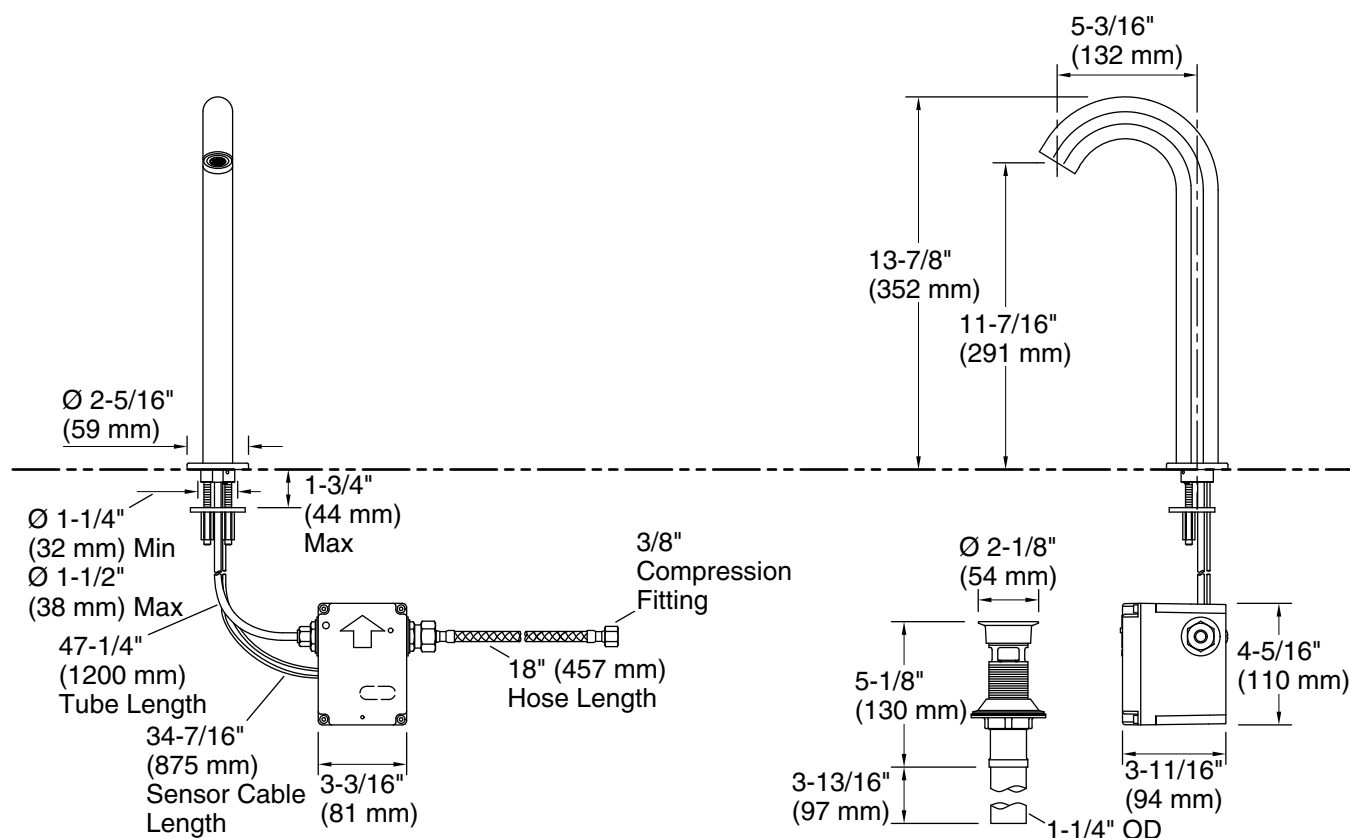 5-3/16"
(132 mm)
13-7/8"
(352 mm)
11-7/16"
(291 mm)
Ø 2-5/16"
(59 mm)
1-3/4"
(44 mm)
Max
Ø 1-1/4"
(32 mm) Min
Ø 1-1/2"
(38 mm) Max
47-1/4"
(1200 mm)
Tube Length
34-7/16"
(875 mm)
Sensor Cable
Length
3-3/16"
(81 mm)
18" (457 mm)
Hose Length
3/8"
Compression
Fitting
Ø 2-1/8"
(54 mm)
5-1/8"
(130 mm)
3-13/16"
(97 mm)
1-1/4" OD
4-5/16"
(110 mm)
3-11/16"
(94 mm)